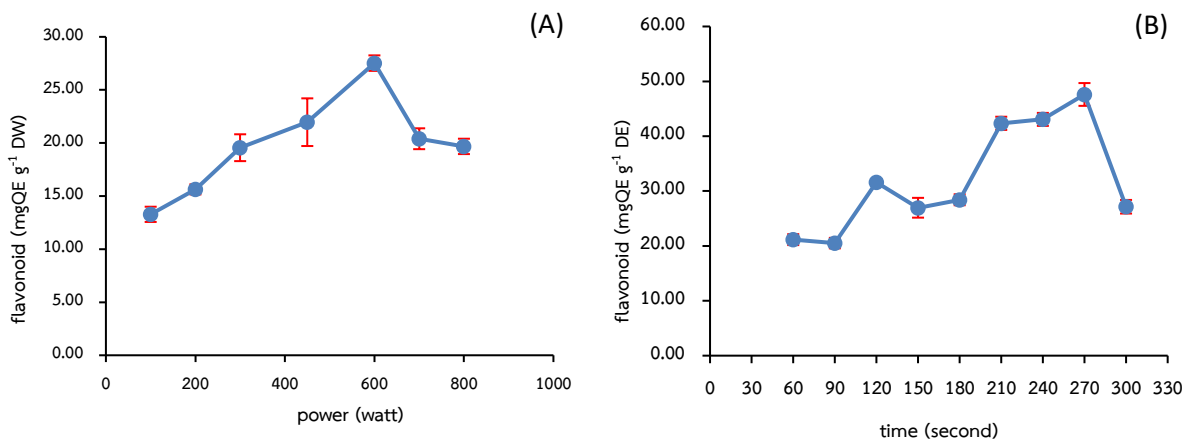 (A)
30.00
25.00
20.00
15.00
10.00
5.00
0.00
flavonoid (mgQE g⁻¹ DW)
0 200 400 600 800 1000
power (watt)
(B)
60.00
50.00
40.00
30.00
20.00
10.00
0.00
flavonoid (mgQE g⁻¹ DE)
0 30 60 90 120 150 180 210 240 270 300 330
time (second)